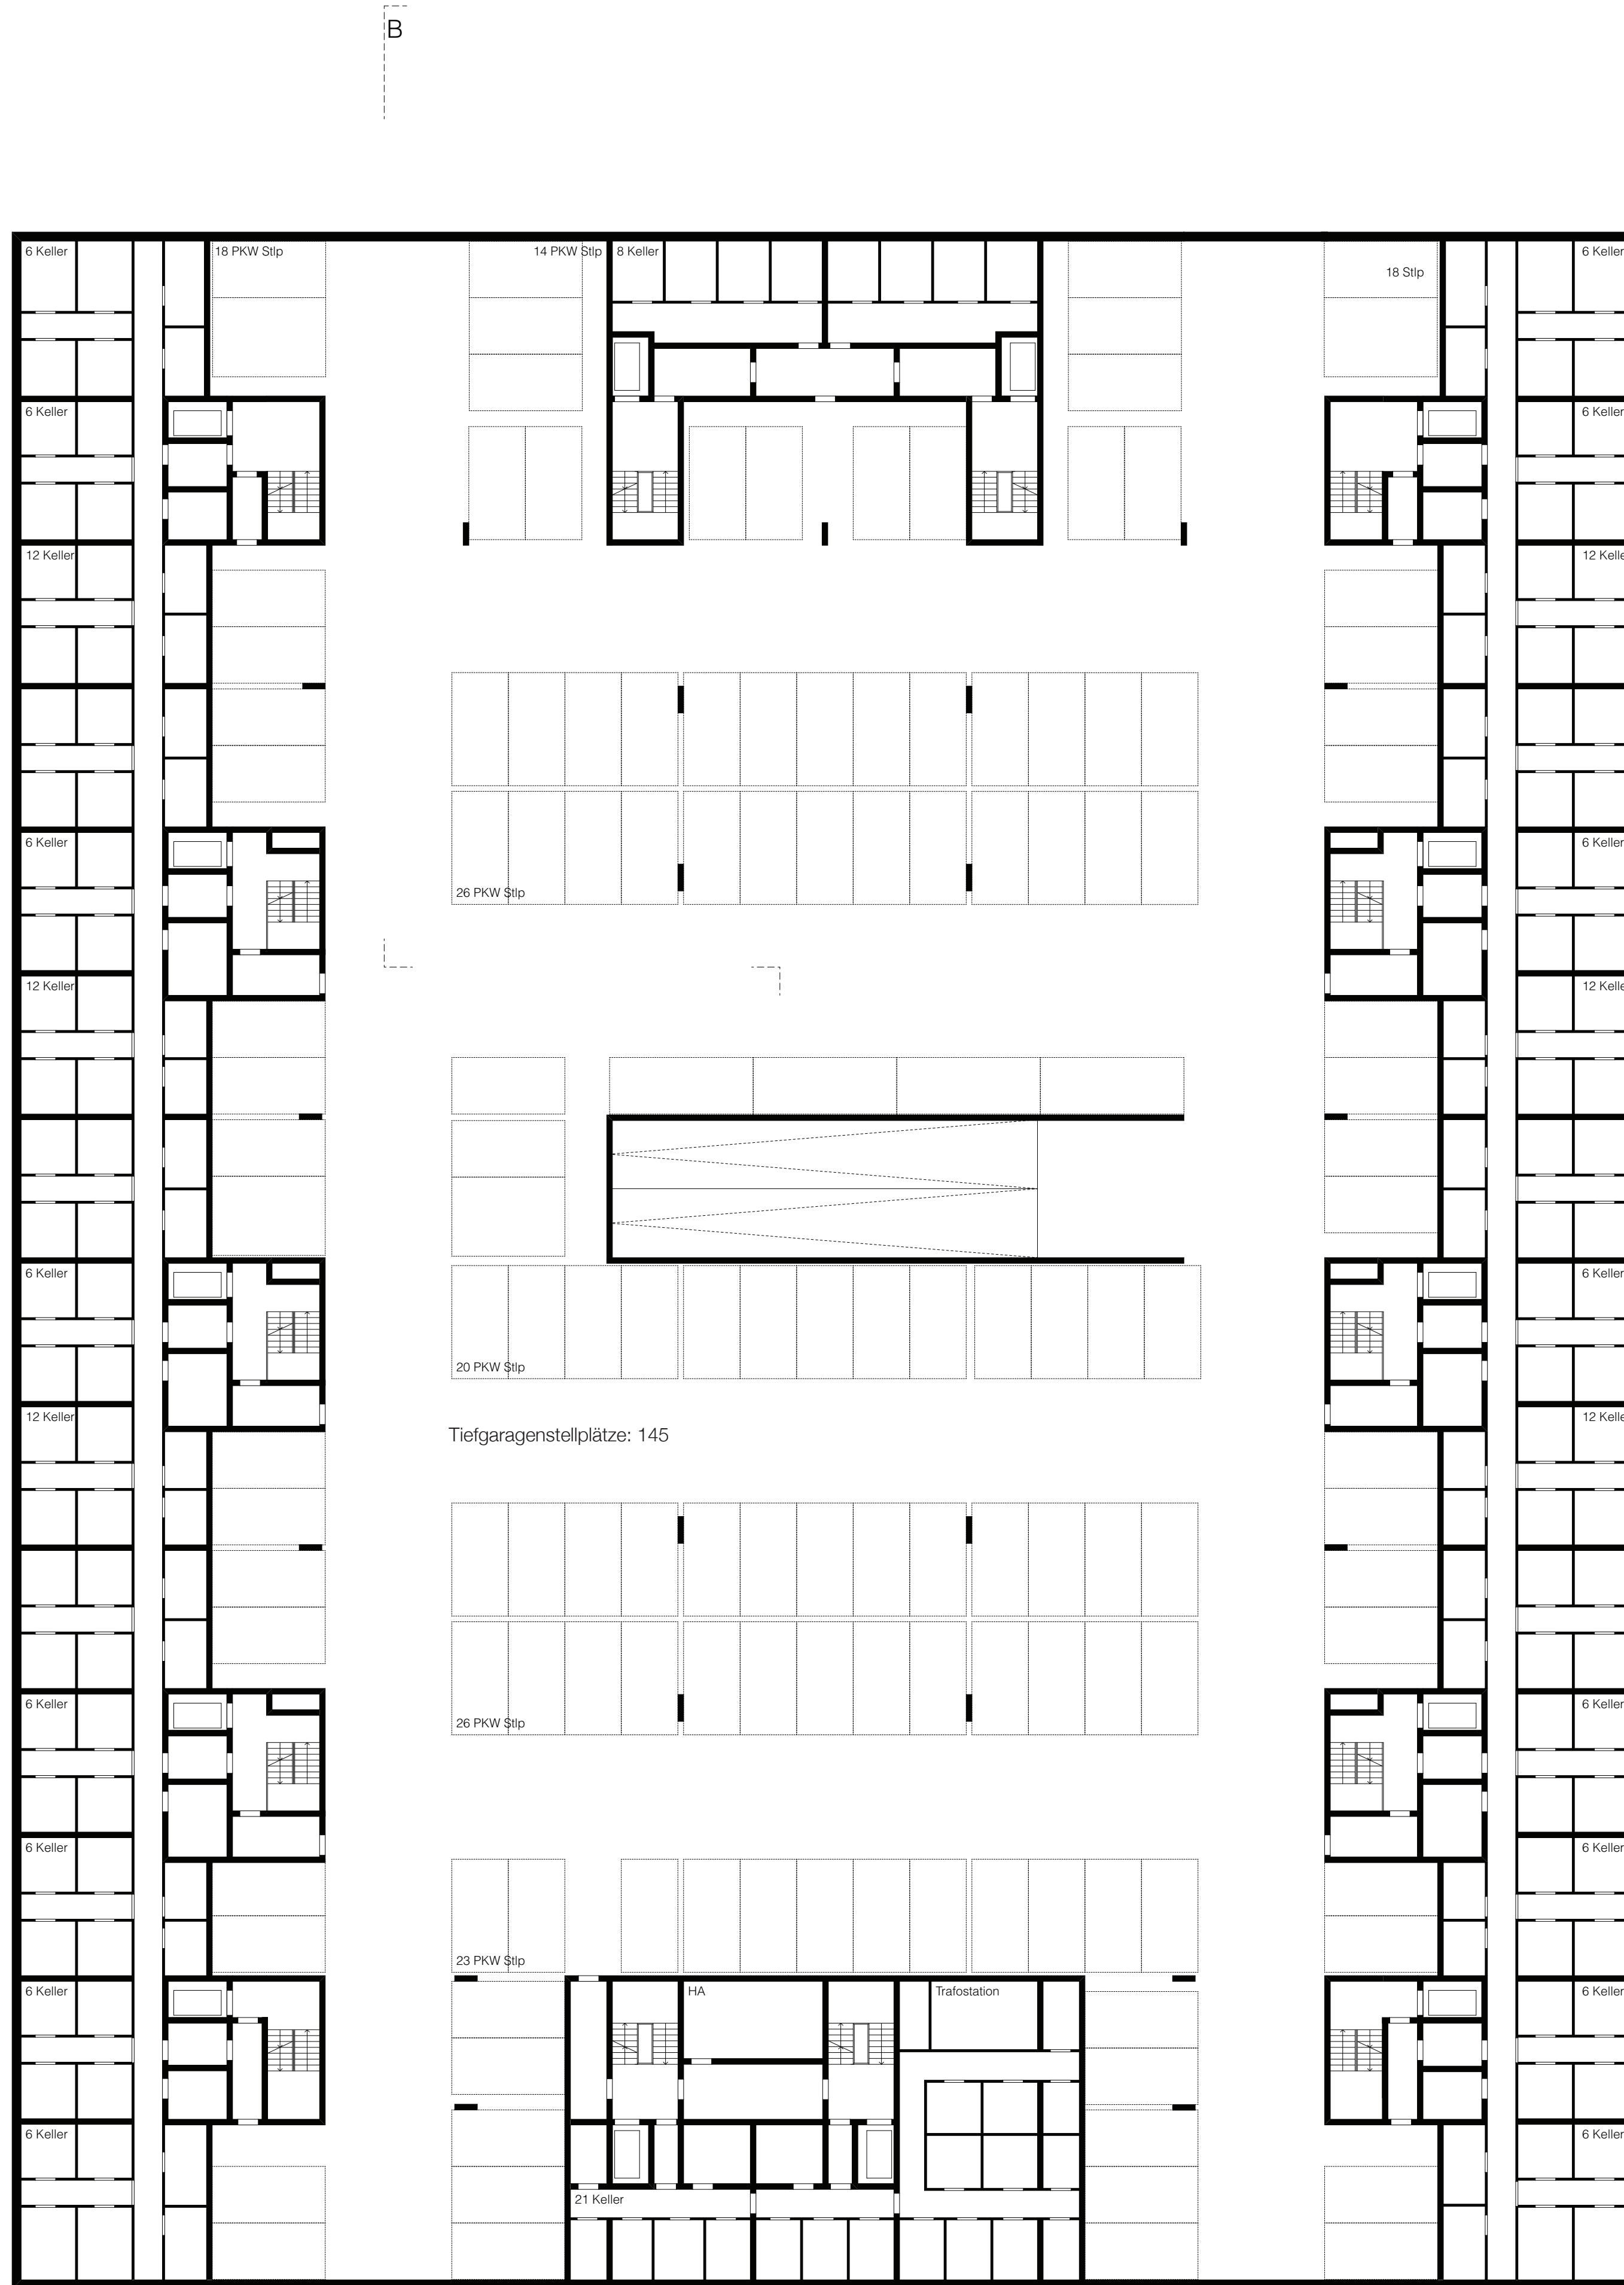 B
6 Keller
18 PKW Stlp
14 PKW Stlp
8 Keller
18 Stlp
6 Keller
6 Keller
6 Keller
12 Keller
12 Kelle
6 Keller
6 Keller
26 PKW Stlp
12 Keller
12 Kelle
6 Keller
6 Keller
20 PKW Stlp
12 Keller
12 Kelle
Tiefgaragenstellplätze: 145
6 Keller
6 Keller
26 PKW Stlp
6 Keller
6 Keller
23 PKW Stlp
6 Keller
HA
Trafostation
6 Keller
6 Keller
6 Keller
21 Keller